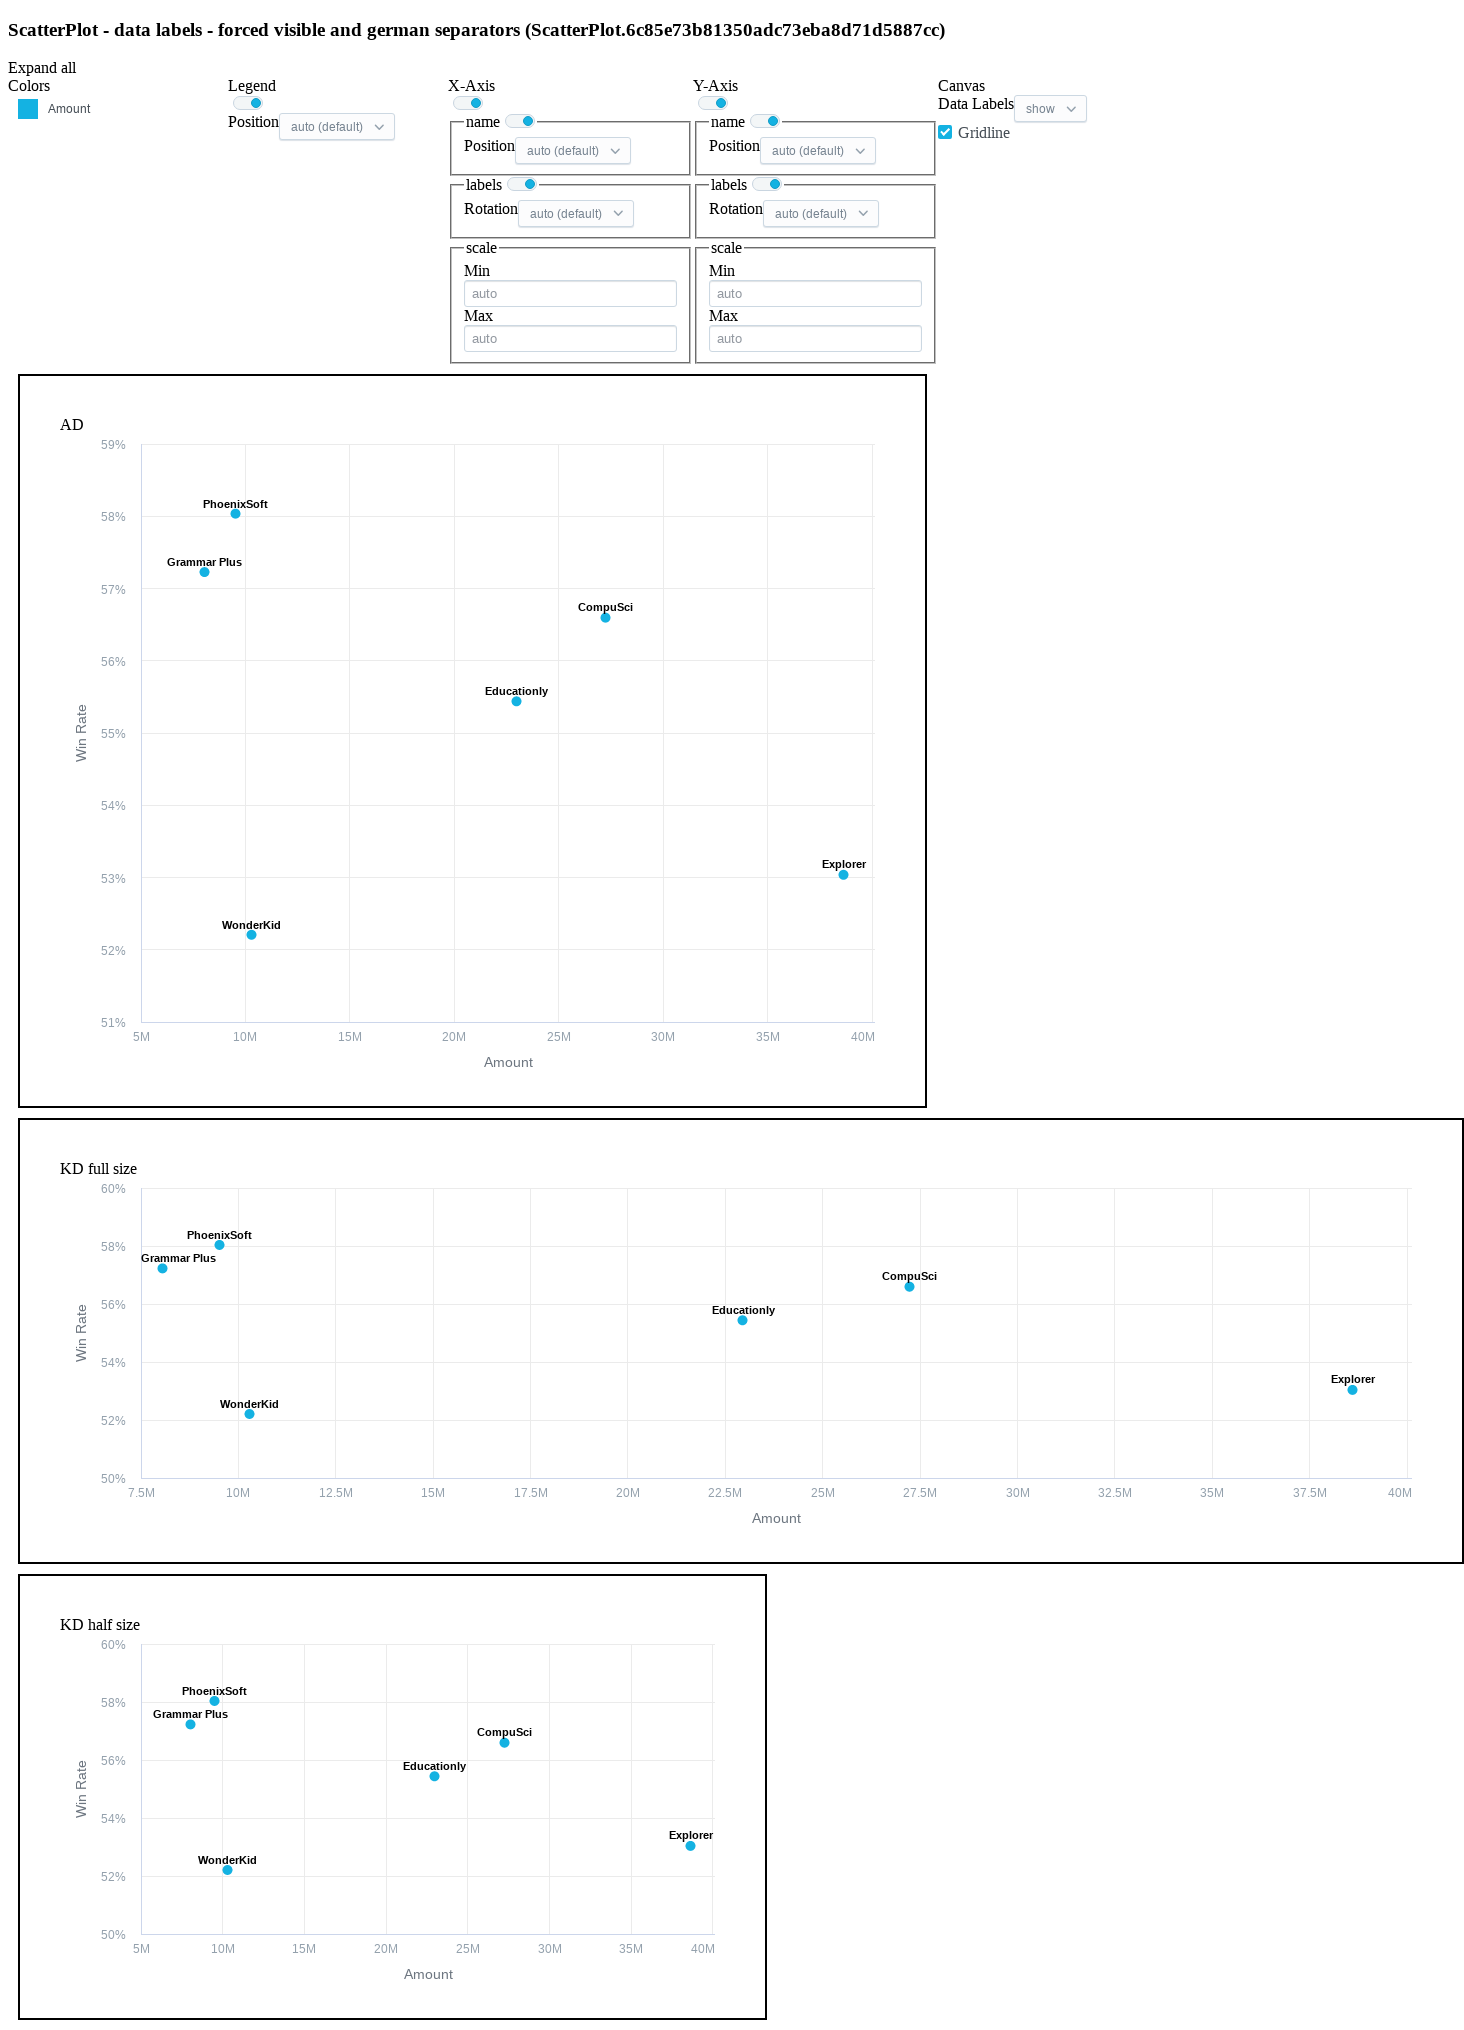 ScatterPlot - data labels - forced visible and german separators (ScatterPlot.6c85e73b81350adc73eba8d71d5887cc)
Expand all
Colors
Amount
Legend
Position auto (default)
X-Axis
name
Position auto (default)
labels
Rotation auto (default)
scale
Min
auto
Max
auto
Y-Axis
name
Position auto (default)
labels
Rotation auto (default)
scale
Min
auto
Max
auto
Canvas
Data Labels show
Gridline
AD
59%
58%
57%
56%
55%
54%
53%
52%
51%
Win Rate
PhoenixSoft
Grammar Plus
CompuSci
Educationly
Explorer
WonderKid
5M 10M 15M 20M 25M 30M 35M 40M
Amount
KD full size
60%
58%
56%
54%
52%
50%
Win Rate
PhoenixSoft
Grammar Plus
CompuSci
Educationly
Explorer
WonderKid
7.5M 10M 12.5M 15M 17.5M 20M 22.5M 25M 27.5M 30M 32.5M 35M 37.5M 40M
Amount
KD half size
60%
58%
56%
54%
52%
50%
Win Rate
PhoenixSoft
Grammar Plus
CompuSci
Educationly
Explorer
WonderKid
5M 10M 15M 20M 25M 30M 35M 40M
Amount